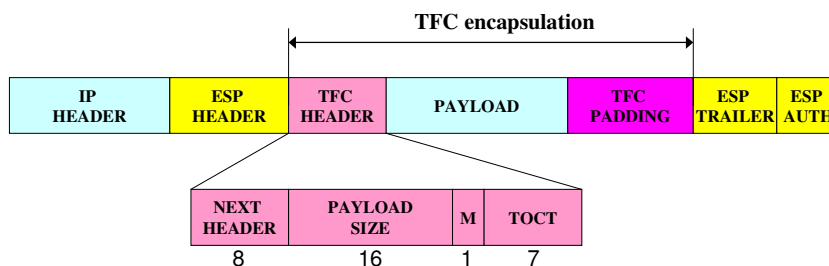 TFC encapsulation
IP HEADER
ESP HEADER
TFC HEADER
PAYLOAD
TFC PADDING
ESP TRAILER
ESP AUTH
NEXT HEADER
PAYLOAD SIZE
M
TOCT
8
16
1
7